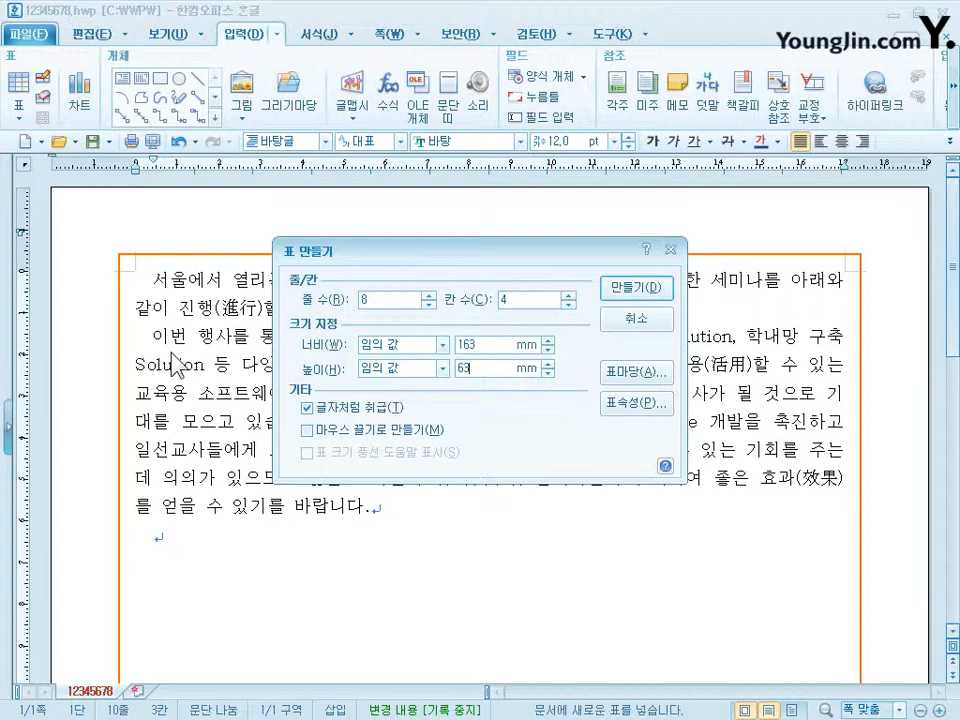 12345678.hwp [C:\WWPW] - 한컴오피스 한글
파일(F) 편집(E) 보기(U) 입력(D) 서식(J) 쪽(W) 보안(R) 검토(H) 도구(K)
YoungJin.com Y.
표 개체 필드 참조
표 차트 그림 그리기마당 글맵시 수식 OLE 개체 문단 띠 소리
양식 개체
누름틀
필드 입력
각주 미주 메모 덧말 책갈피 상호 참조 교정 부호 하이퍼링크
바탕글 대표 바탕 12,0 pt 가 가 가 가 가
표 만들기
줄/칸
줄 수(R): 8 칸 수(C): 4
만들기(D)
크기 지정
취소
너비(W): 임의 값 163 mm
높이(H): 임의 값 63 mm
표마당(A)...
기타
글자처럼 취급(T)
표속성(P)...
마우스 끌기로 만들기(M)
표 크기 풍선 도움말 표시(S)
서울에서 열리 한 세미나를 아래와
같이 진행(進行)
이번 행사를 통 ution, 학내망 구축
Solution 등 다양 용(活用)할 수 있는
교육용 소프트웨어 사가 될 것으로 기
대를 모으고 있습 e 개발을 촉진하고
일선교사들에게 있는 기회를 주는
데 의의가 있으며 여 좋은 효과(效果)
를 얻을 수 있기를 바랍니다.
12345678
1/1쪽 1단 10줄 3칸 문단 나눔 1/1 구역 삽입 변경 내용 [기록 중지] 문서에 새로운 표를 넣습니다. 폭 맞춤